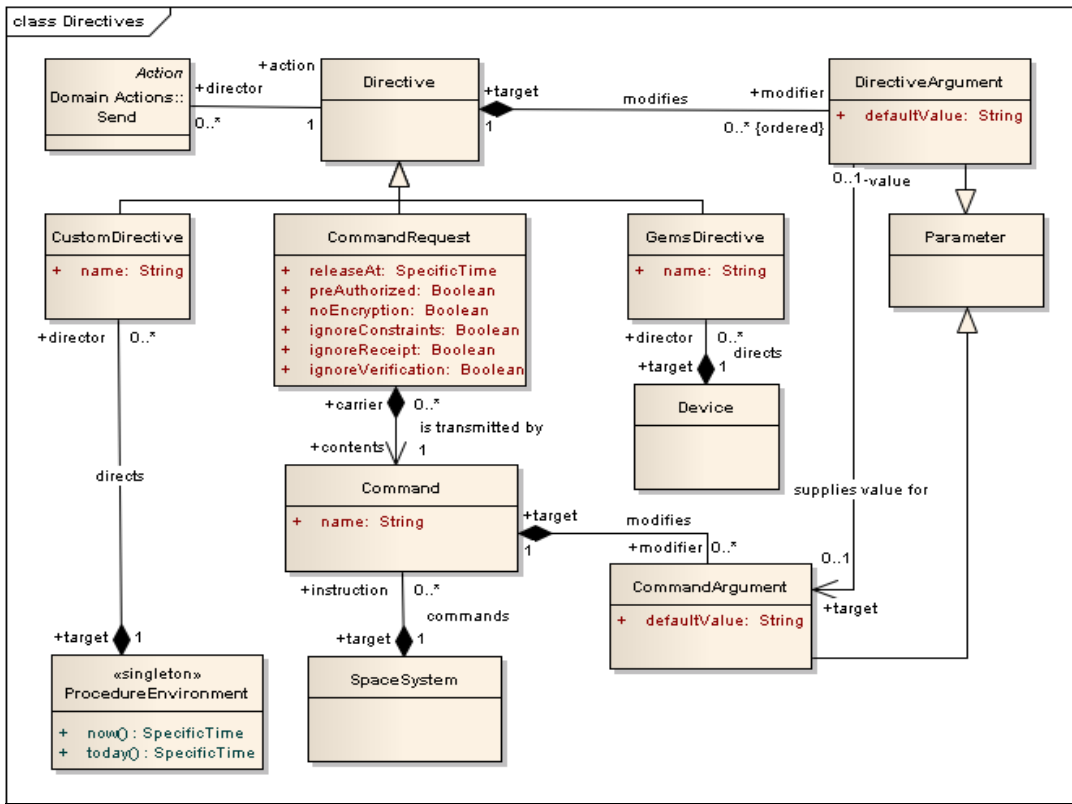 class Directives
Action
Domain Actions::
Send
+action
+director
0..*
1
Directive
+target
1
modifies
+modifier
0..* {ordered}
DirectiveArgument
+ defaultValue: String
0..1
-value
CustomDirective
+ name: String
+director
0..*
CommandRequest
+ releaseAt: SpecificTime
+ preAuthorized: Boolean
+ noEncryption: Boolean
+ ignoreConstraints: Boolean
+ ignoreReceipt: Boolean
+ ignoreVerification: Boolean
GemsDirective
+ name: String
+director
0..*
directs
+target
1
Parameter
Device
+carrier
0..*
is transmitted by
+contents
1
Command
+ name: String
+target
1
modifies
+modifier
0..*
directs
supplies value for
0..1
+target
CommandArgument
+ defaultValue: String
+instruction
0..*
commands
+target
1
SpaceSystem
+target
1
«singleton»
ProcedureEnvironment
+ now() : SpecificTime
+ today() : SpecificTime